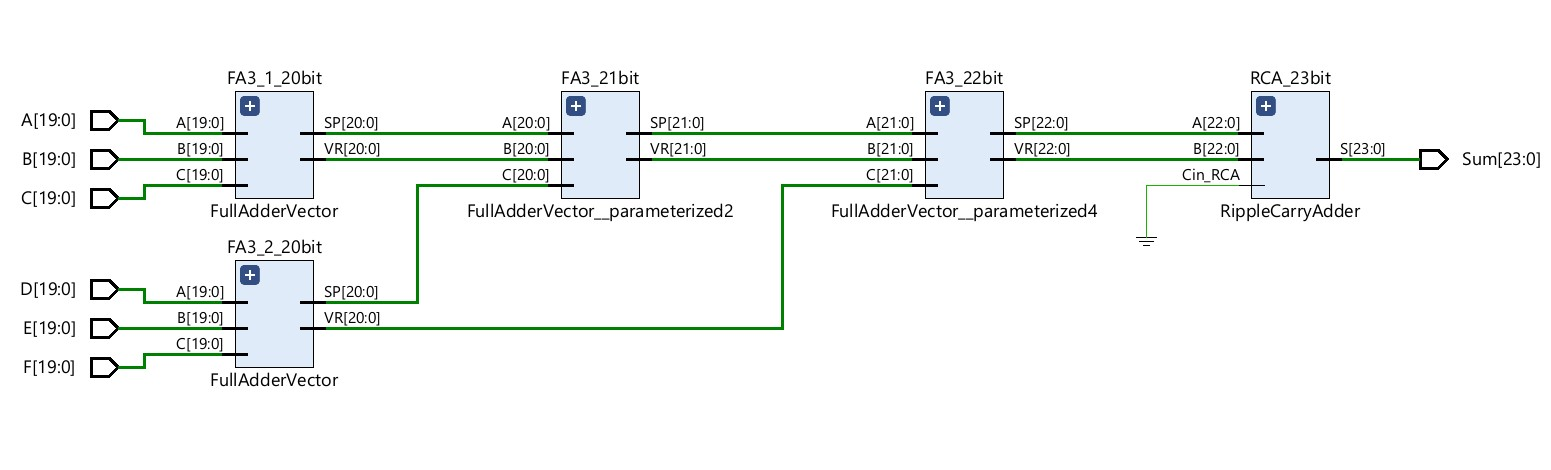 FA3_1_20bit FA3_21bit FA3_22bit RCA_23bit
A[19:0] A[19:0] SP[20:0] A[20:0] SP[21:0] A[21:0] SP[22:0] A[22:0]
B[19:0] B[19:0] VR[20:0] B[20:0] VR[21:0] B[21:0] VR[22:0] B[22:0] S[23:0] Sum[23:0]
C[19:0] C[19:0] C[20:0] C[21:0] Cin_RCA
FullAdderVector FullAdderVector__parameterized2 FullAdderVector__parameterized4 RippleCarryAdder
FA3_2_20bit
D[19:0] A[19:0] SP[20:0]
E[19:0] B[19:0] VR[20:0]
F[19:0] C[19:0]
FullAdderVector